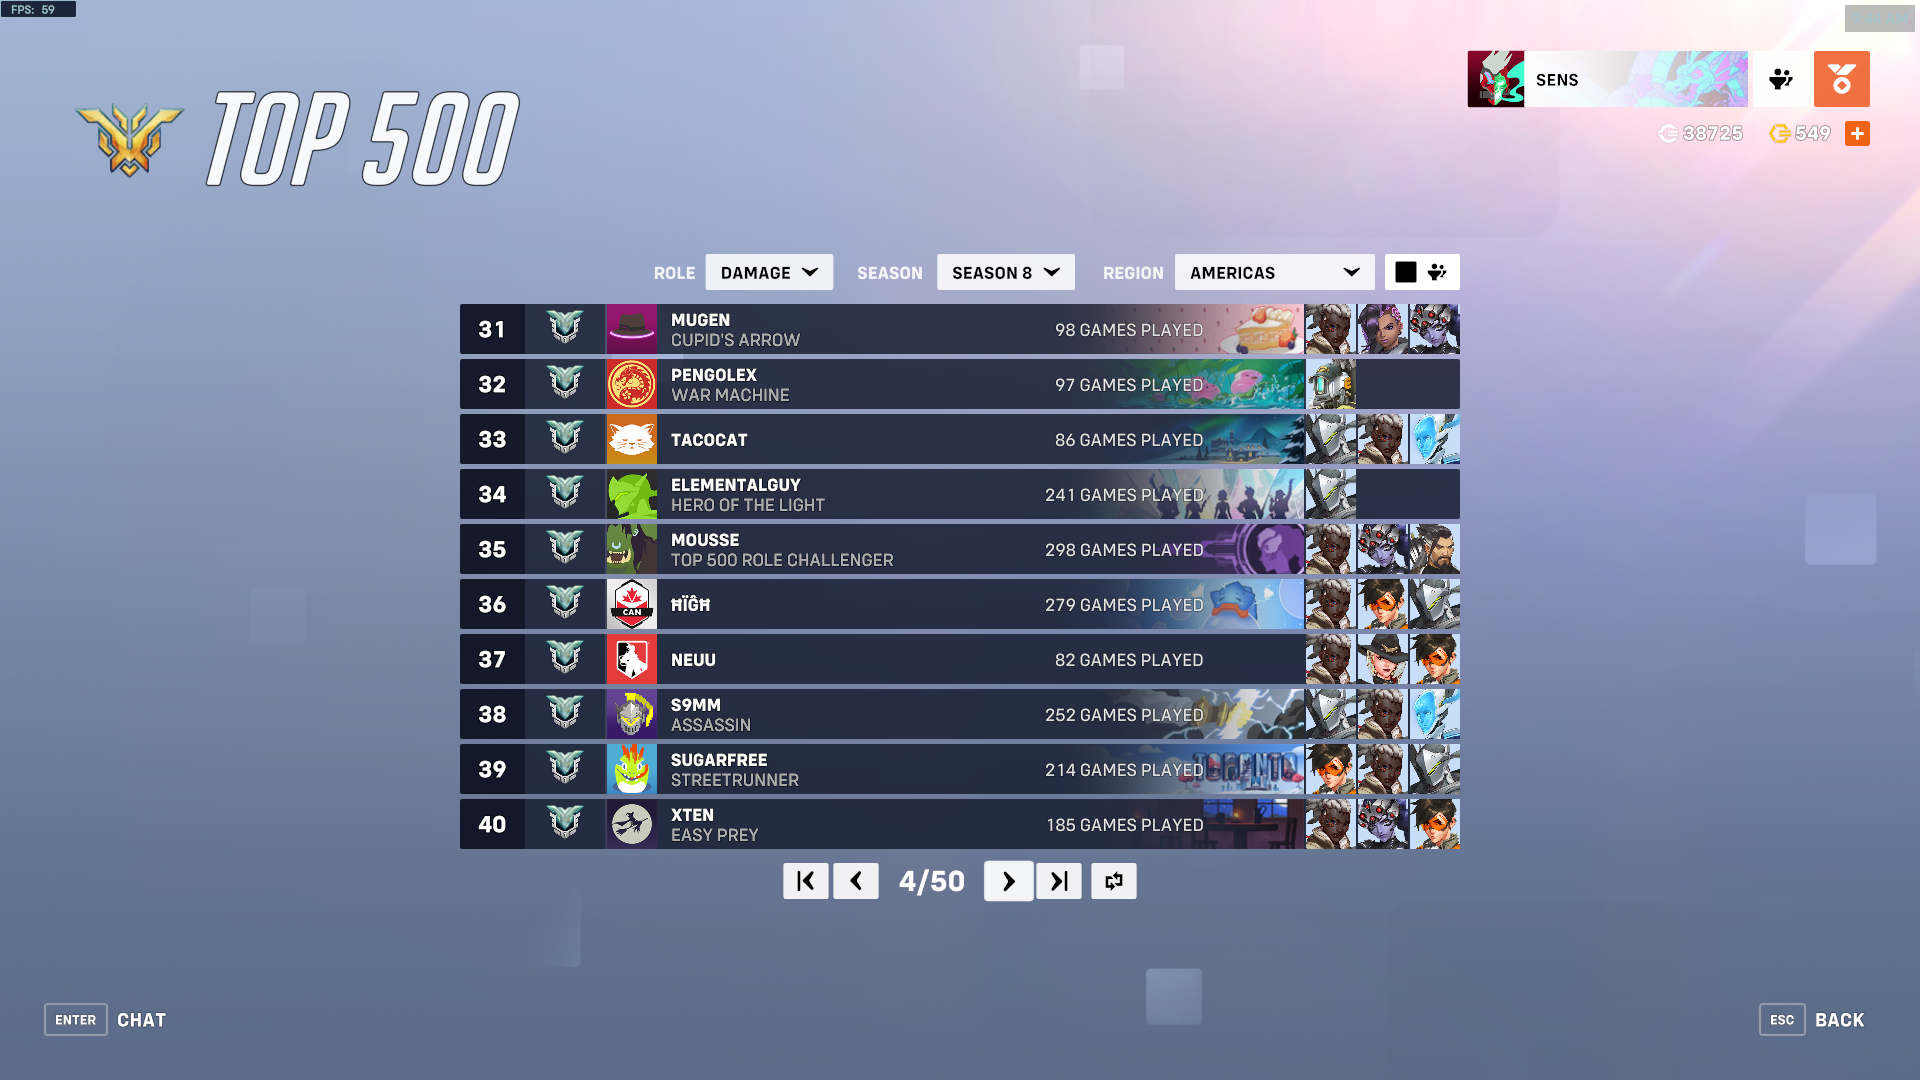 FPS: 59
TOP 500
SENS
38725 549
ROLE DAMAGE SEASON SEASON 8 REGION AMERICAS
31 MUGEN
CUPID'S ARROW
98 GAMES PLAYED
32 PENGOLEX
WAR MACHINE
97 GAMES PLAYED
33 TACOCAT
86 GAMES PLAYED
34 ELEMENTALGUY
HERO OF THE LIGHT
241 GAMES PLAYED
35 MOUSSE
TOP 500 ROLE CHALLENGER
298 GAMES PLAYED
36 ĦÏĜĦ
CAN
279 GAMES PLAYED
37 NEUU
82 GAMES PLAYED
38 S9MM
ASSASSIN
252 GAMES PLAYED
39 SUGARFREE
STREETRUNNER
214 GAMES PLAYED
TORONTO
40 XTEN
EASY PREY
185 GAMES PLAYED
4/50
ENTER CHAT
ESC BACK